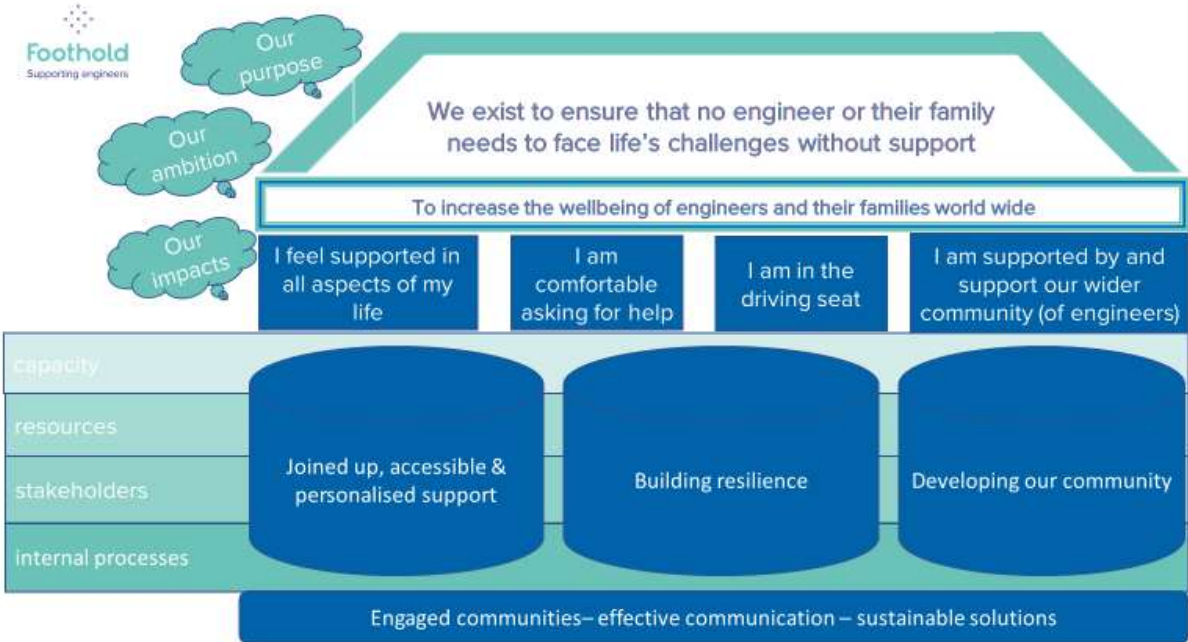 Foothold
Supporting engineers
Our
purpose
We exist to ensure that no engineer or their family
needs to face life's challenges without support
Our
ambition
To increase the wellbeing of engineers and their families world wide
Our
impacts
I feel supported in
all aspects of my
life
I am
comfortable
asking for help
I am in the
driving seat
I am supported by and
support our wider
community (of engineers)
capacity
resources
stakeholders
internal processes
Joined up, accessible &
personalised support
Building resilience
Developing our community
Engaged communities– effective communication – sustainable solutions